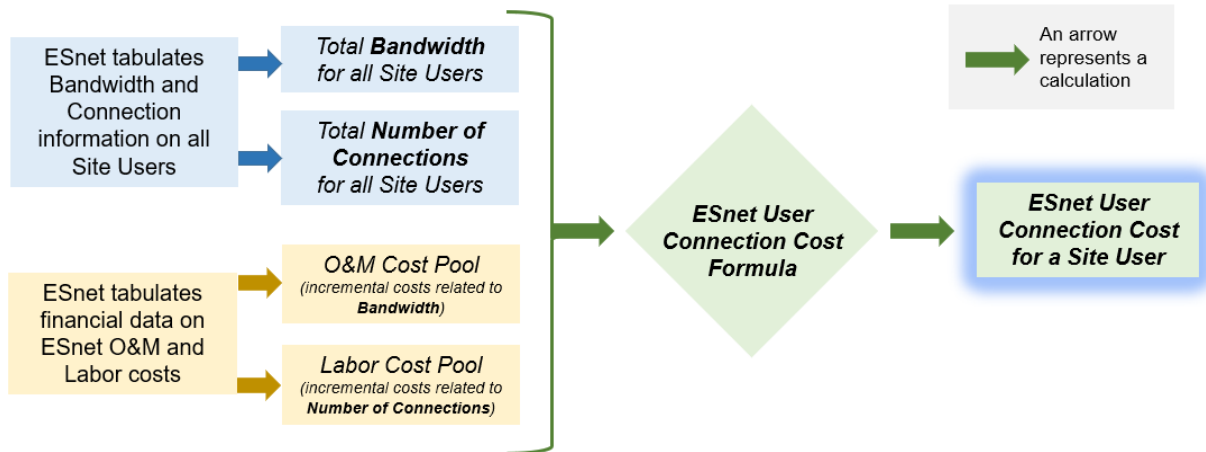 ESnet tabulates
Bandwidth and
Connection
information on all
Site Users
Total Bandwidth
for all Site Users
Total Number of
Connections
for all Site Users
ESnet tabulates
financial data on
ESnet O&M and
Labor costs
O&M Cost Pool
(incremental costs related to
Bandwidth)
Labor Cost Pool
(incremental costs related to
Number of Connections)
ESnet User
Connection Cost
Formula
An arrow
represents a
calculation
ESnet User
Connection Cost
for a Site User